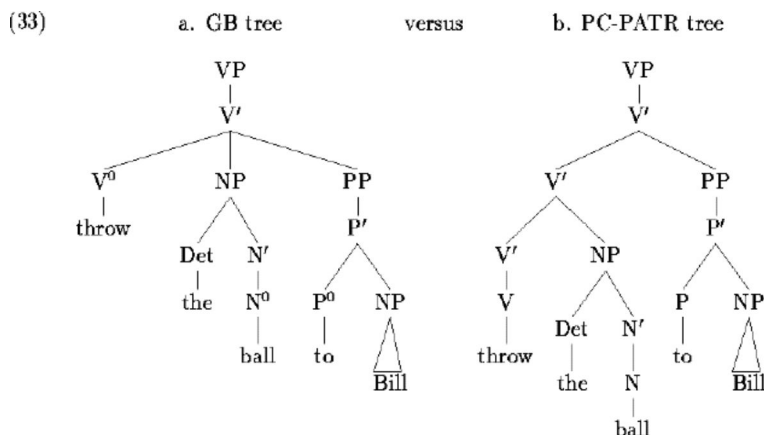 (33) a. GB tree versus b. PC-PATR tree
VP VP
V′ V′
V⁰ NP PP V′ PP
throw P′ P′
Det N′ V′ NP
the N⁰ P⁰ NP V P NP
Det N′
ball to Bill throw to Bill
the N
ball